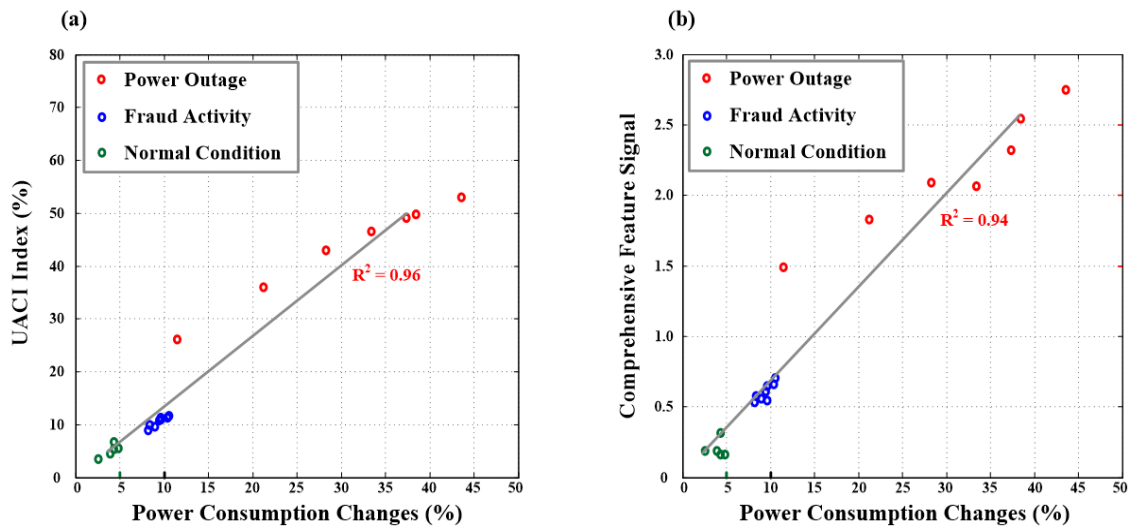 (a)
80
70
60
50
40
30
20
10
0
UACI Index (%)
Power Outage
Fraud Activity
Normal Condition
R² = 0.96
0 5 10 15 20 25 30 35 40 45 50
Power Consumption Changes (%)
(b)
3.0
2.5
2.0
1.5
1.0
0.5
0
Comprehensive Feature Signal
Power Outage
Fraud Activity
Normal Condition
R² = 0.94
0 5 10 15 20 25 30 35 40 45 50
Power Consumption Changes (%)